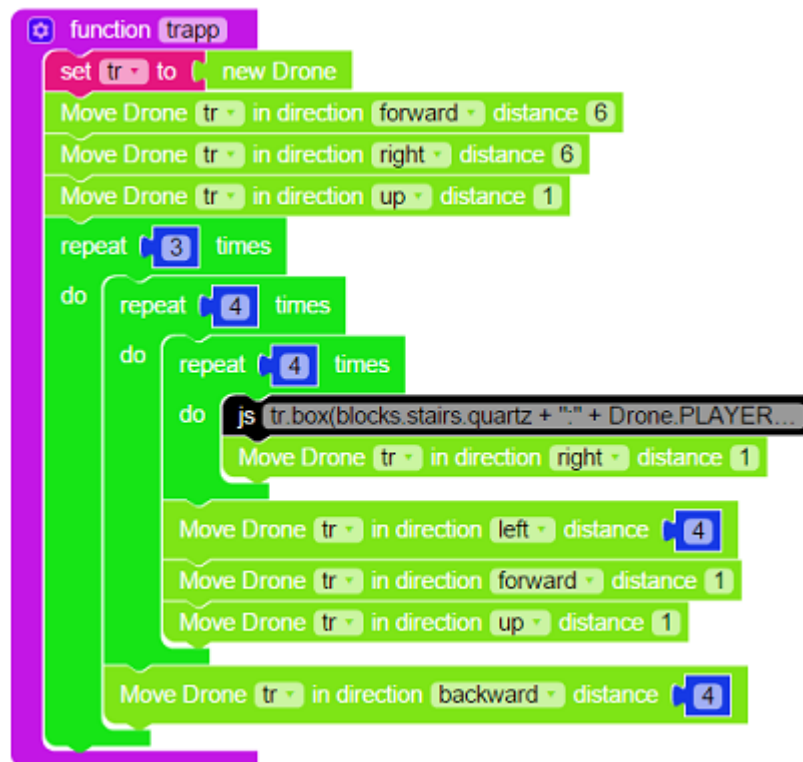 function trapp
set tr to new Drone
Move Drone tr in direction forward distance 6
Move Drone tr in direction right distance 6
Move Drone tr in direction up distance 1
repeat 3 times
do repeat 4 times
do repeat 4 times
do js tr.box(blocks.stairs.quartz + ":" + Drone.PLAYER...
Move Drone tr in direction right distance 1
Move Drone tr in direction left distance 4
Move Drone tr in direction forward distance 1
Move Drone tr in direction up distance 1
Move Drone tr in direction backward distance 4